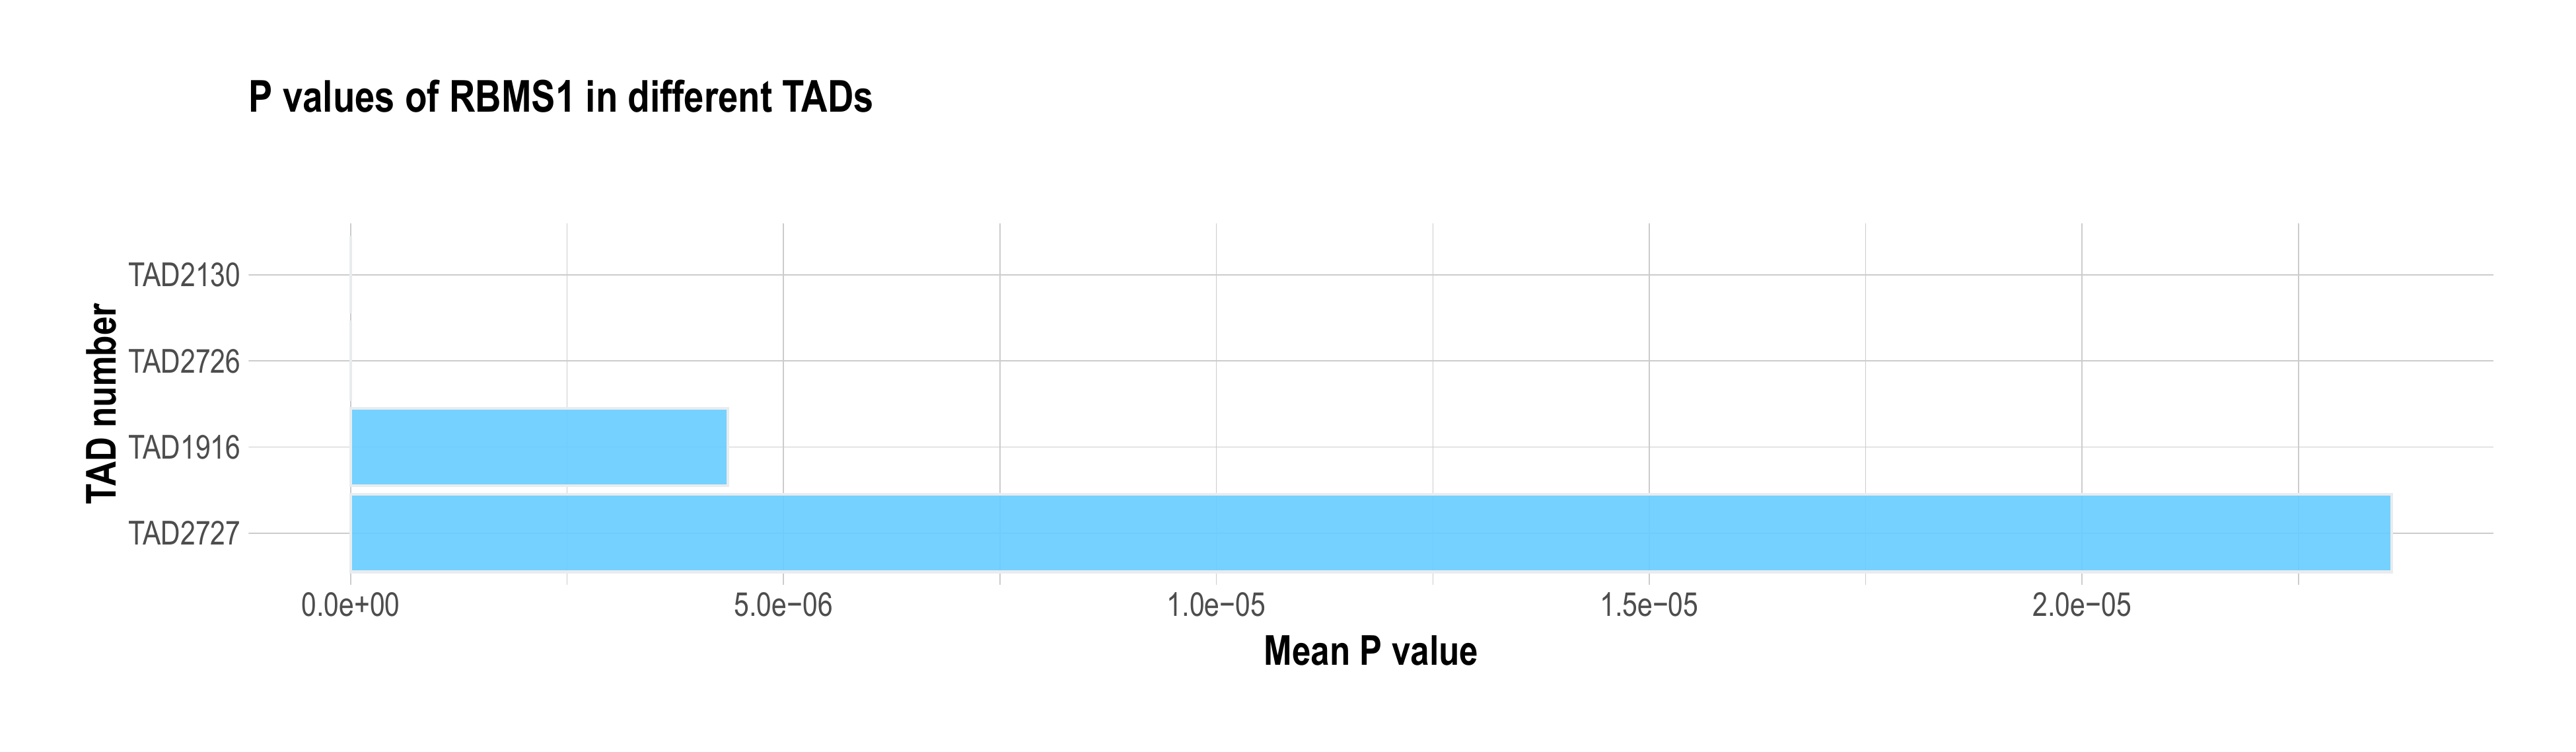 P values of RBMS1 in different TADs
TAD number
TAD2130
TAD2726
TAD1916
TAD2727
0.0e+00 5.0e−06 1.0e−05 1.5e−05 2.0e−05
Mean P value